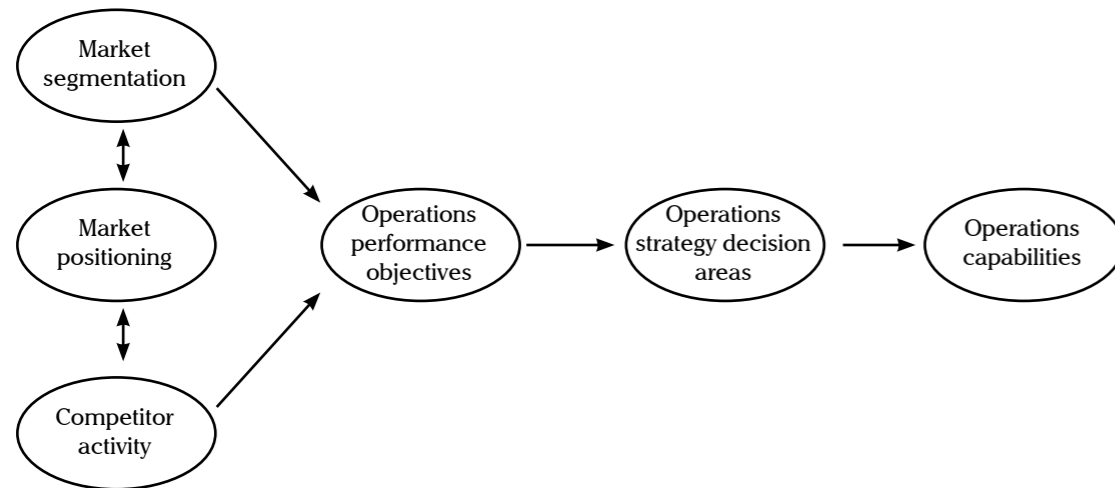 Market
segmentation
Market
positioning
Competitor
activity
Operations
performance
objectives
Operations
strategy decision
areas
Operations
capabilities